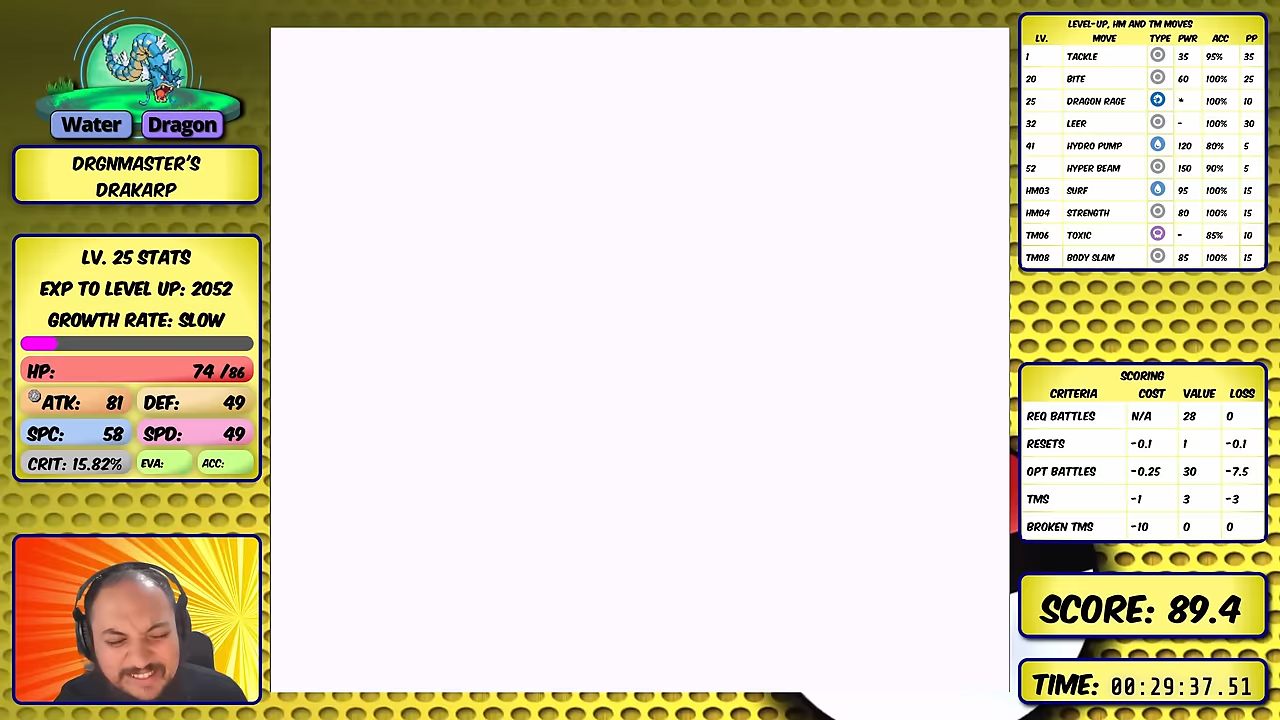 Water Dragon
DRGNMASTER'S
DRAKARP
LV. 25 STATS
EXP TO LEVEL UP: 2052
GROWTH RATE: SLOW
HP: 74 /86
ATK: 81 DEF: 49
SPC: 58 SPD: 49
CRIT: 15.82% EVA: ACC:
LEVEL-UP, HM AND TM MOVES
LV. MOVE TYPE PWR ACC PP
1 TACKLE 35 95% 35
20 BITE 60 100% 25
25 DRAGON RAGE * 100% 10
32 LEER - 100% 30
41 HYDRO PUMP 120 80% 5
52 HYPER BEAM 150 90% 5
HM03 SURF 95 100% 15
HM04 STRENGTH 80 100% 15
TM06 TOXIC - 85% 10
TM08 BODY SLAM 85 100% 15
SCORING
CRITERIA COST VALUE LOSS
REQ BATTLES N/A 28 0
RESETS -0.1 1 -0.1
OPT BATTLES -0.25 30 -7.5
TMS -1 3 -3
BROKEN TMS -10 0 0
SCORE: 89.4
TIME: 00:29:37.51